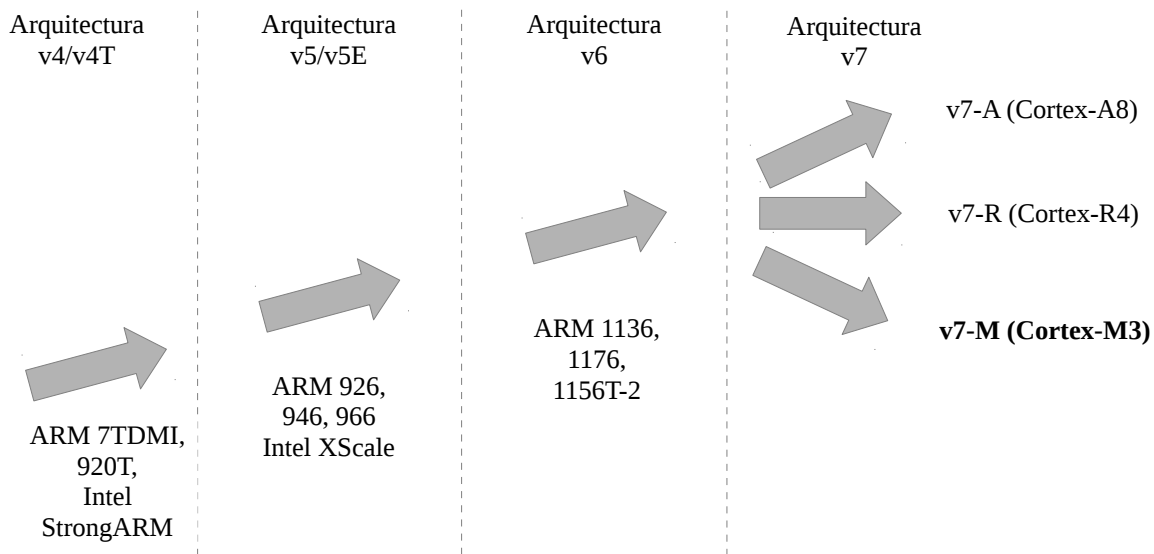 Arquitectura
v4/v4T
Arquitectura
v5/v5E
Arquitectura
v6
Arquitectura
v7
v7-A (Cortex-A8)
v7-R (Cortex-R4)
v7-M (Cortex-M3)
ARM 1136,
1176,
1156T-2
ARM 926,
946, 966
Intel XScale
ARM 7TDMI,
920T,
Intel
StrongARM